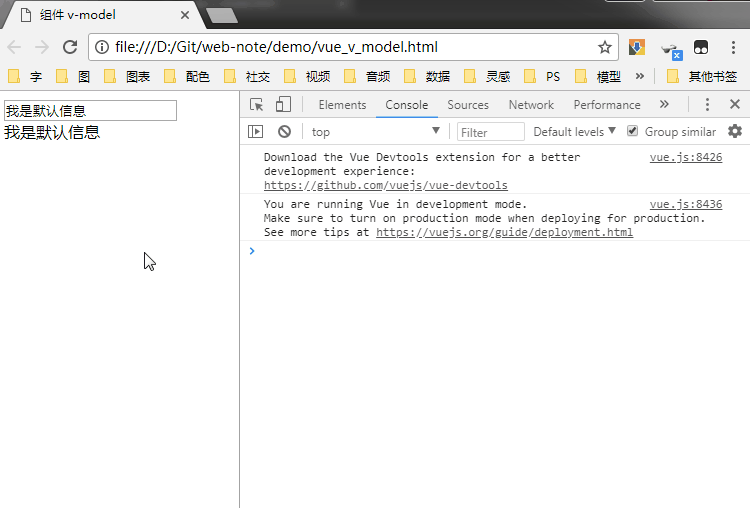 组件 v-model
file:///D:/Git/web-note/demo/vue_v_model.html
字 图 图表 配色 社交 视频 音频 数据 灵感 PS 模型 » 其他书签
我是默认信息
我是默认信息
Elements Console Sources Network Performance »
top Filter Default levels Group similar
Download the Vue Devtools extension for a better vue.js:8426
development experience:
https://github.com/vuejs/vue-devtools
You are running Vue in development mode. vue.js:8436
Make sure to turn on production mode when deploying for production.
See more tips at https://vuejs.org/guide/deployment.html